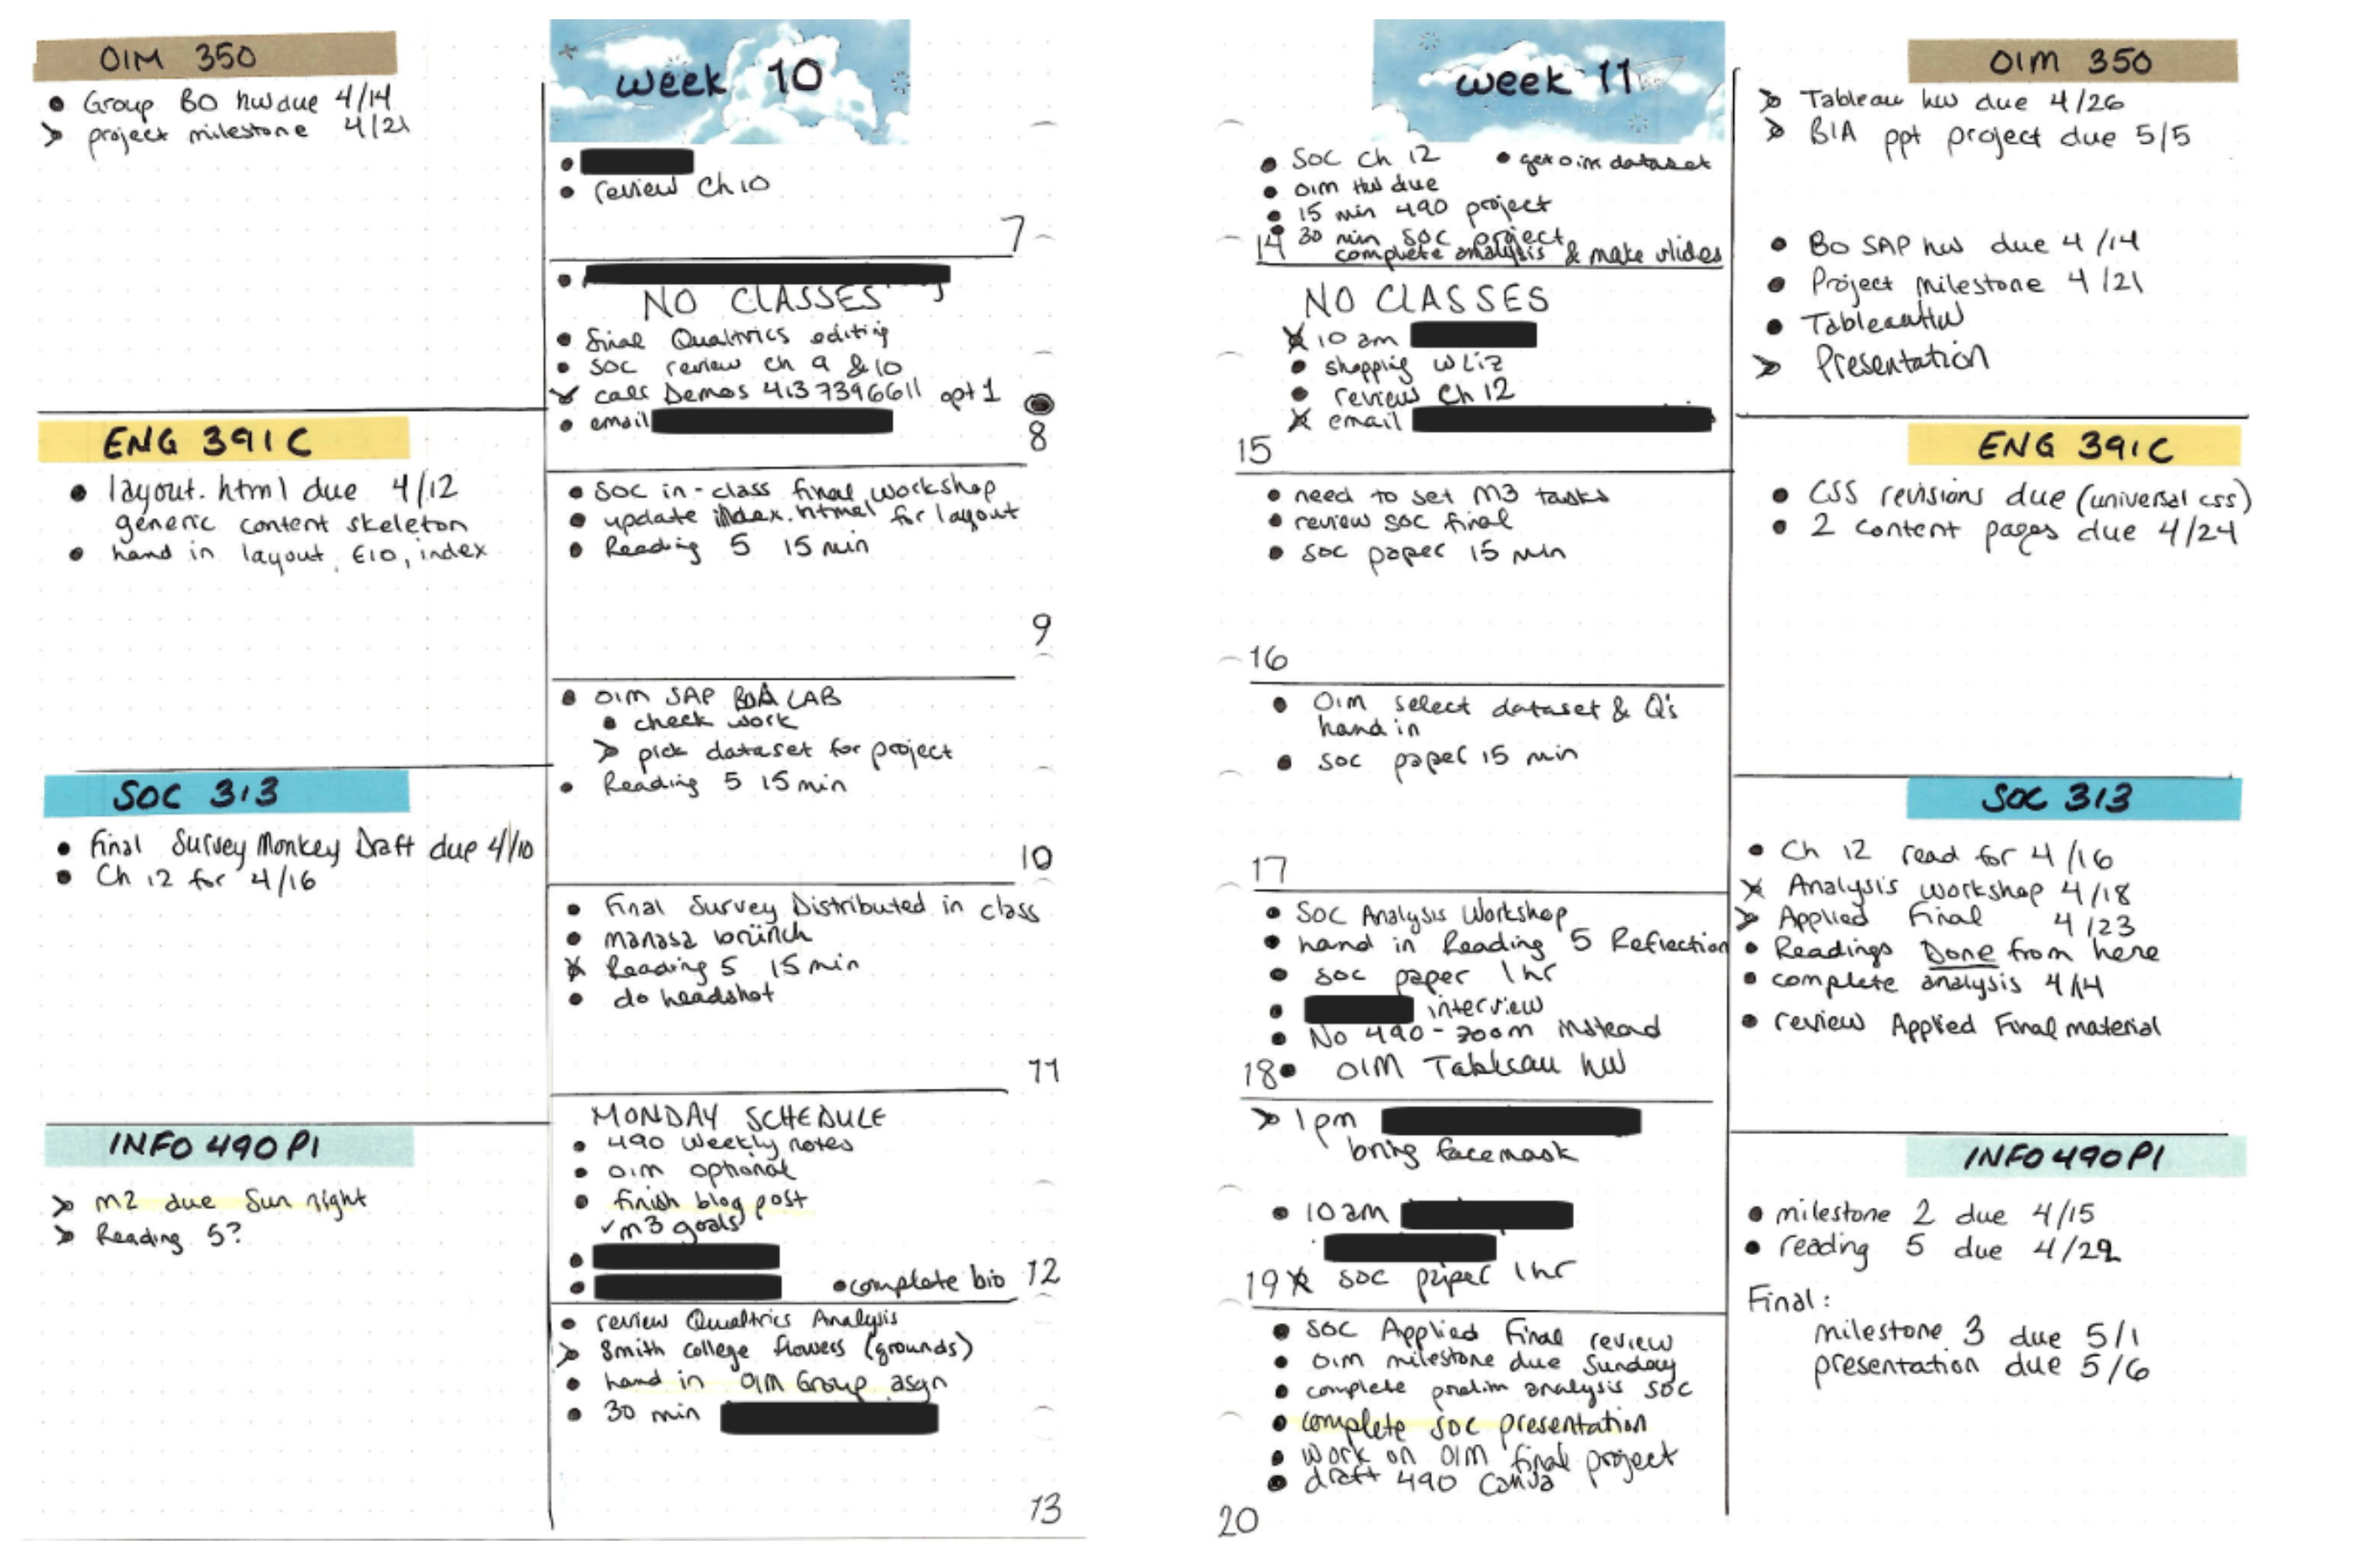 OIM 350
Group BO hw due 4/14
project milestone 4/21
ENG 391C
layout.html due 4/12
generic content skeleton
hand in layout, E10, index
SOC 313
Final Survey Monkey Draft due 4/10
Ch 12 for 4/16
INFO 490PI
m2 due Sun night
Reading 5?
week 10
review Ch 10
7
NO CLASSES
final Qualtrics editing
SOC review ch 9 & 10
call Demos 413 7396611 opt 1
email
8
SOC in-class final workshop
update index.html for layout
Reading 5 15 min
9
OIM SAP BOA LAB
check work
pick dataset for project
Reading 5 15 min
10
Final Survey Distributed in class
manasa brunch
Reading 5 15 min
do headshot
11
MONDAY SCHEDULE
490 Weekly notes
OIM optional
finish blog post
m3 goals
complete bio
12
review Qualtrics Analysis
Smith college flowers (grounds)
hand in OIM Group asgn
30 min
13
week 11
SOC Ch 12
get oim dataset
OIM HW due
15 min 490 project
30 min SOC project
complete analysis & make slides
14
NO CLASSES
10 am
shopping w Liz
review Ch 12
email
15
need to set M3 tasks
review SOC final
SOC paper 15 min
16
OIM select dataset & Q's
hand in
SOC paper 15 min
17
SOC Analysis Workshop
hand in Reading 5 Reflection
SOC paper 1 hr
interview
No 490 - zoom instead
18 OIM Tableau hw
1pm
bring facemask
10 am
19 SOC paper 1 hr
SOC Applied Final review
OIM milestone due Sunday
complete prelim analysis SOC
complete SOC presentation
work on OIM final project
draft 490 Canva
20
OIM 350
Tableau hw due 4/26
BIA ppt project due 5/5
BO SAP hw due 4/14
Project milestone 4/21
Tableau HW
Presentation
ENG 391C
CSS revisions due (universal css)
2 content pages due 4/24
SOC 313
Ch 12 read for 4/16
Analysis workshop 4/18
Applied Final 4/23
Readings Done from here
complete analysis 4/14
review Applied Final material
INFO 490PI
milestone 2 due 4/15
reading 5 due 4/22
Final:
milestone 3 due 5/1
presentation due 5/6